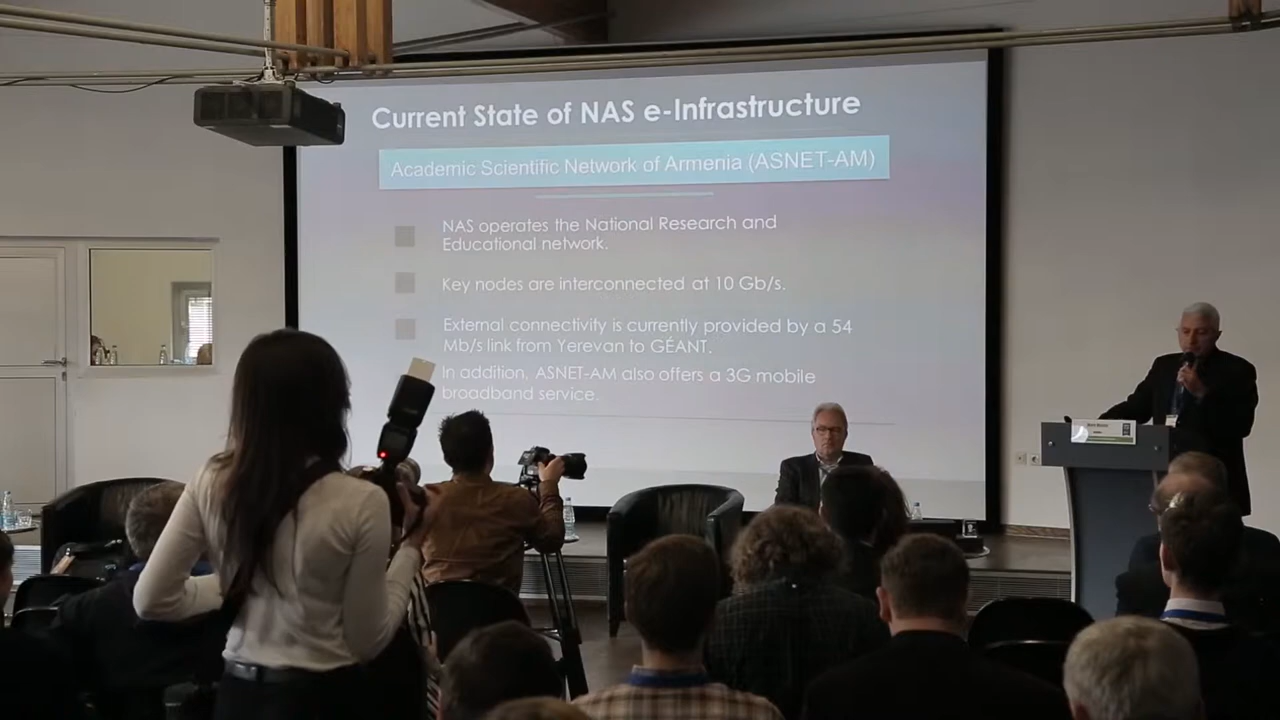 Current State of NAS e-Infrastructure
Academic Scientific Network of Armenia (ASNET-AM)
NAS operates the National Research and
Educational network.
Key nodes are interconnected at 10 Gb/s.
External connectivity is currently provided by a 54
Mb/s link from Yerevan to GÉANT.
In addition, ASNET-AM also offers a 3G mobile
broadband service.